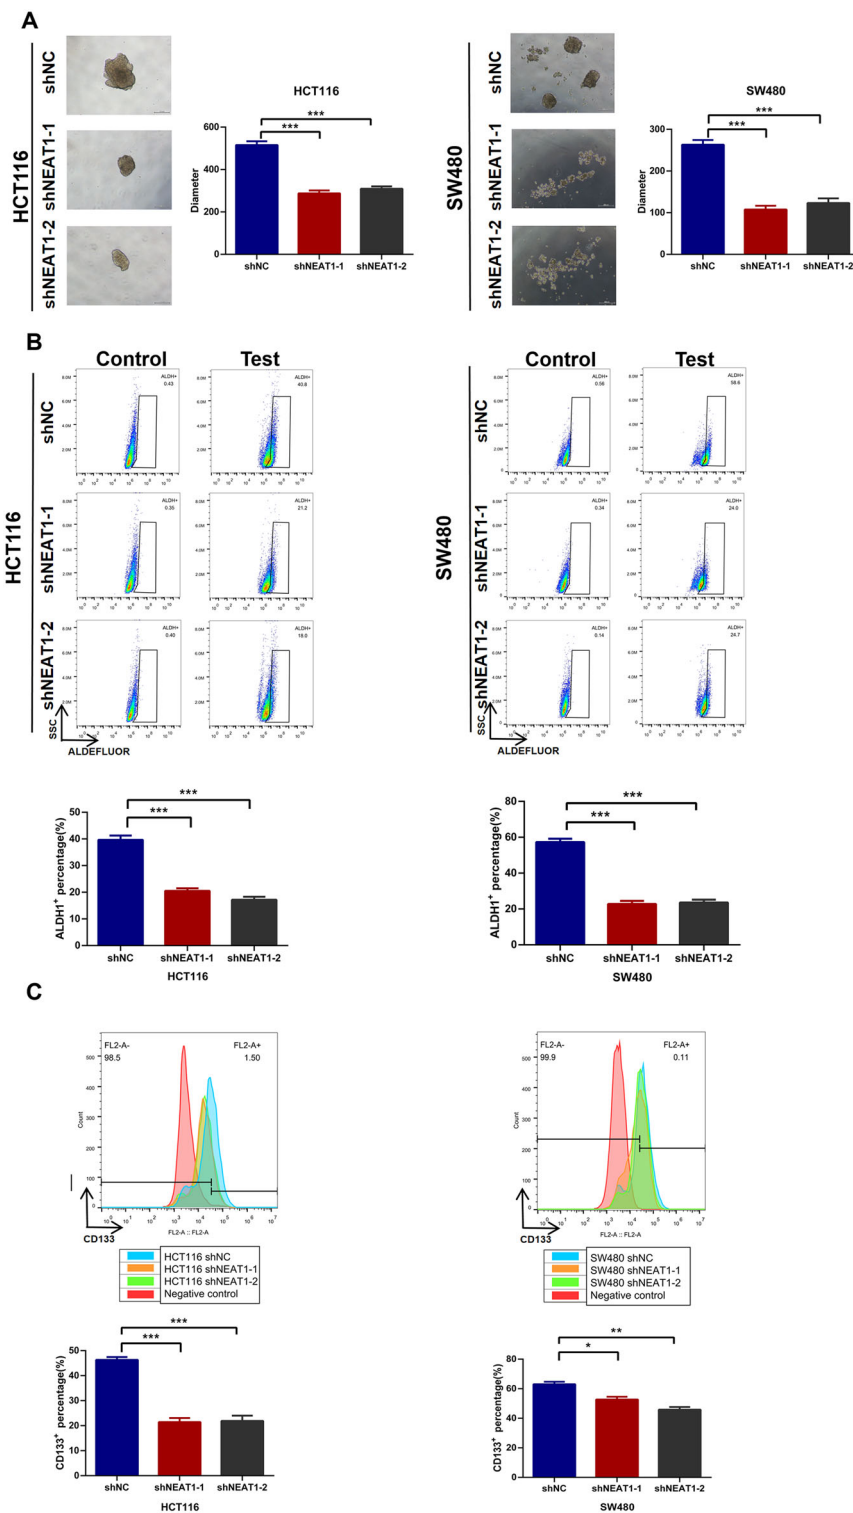 A
HCT116
shNC
shNEAT1-1
shNEAT1-2
HCT116
***
***
600
400
200
0
Diameter
shNC
shNEAT1-1
shNEAT1-2
SW480
shNC
shNEAT1-1
shNEAT1-2
SW480
***
***
300
200
100
0
Diameter
shNC
shNEAT1-1
shNEAT1-2
B
HCT116
Control
Test
shNC
ALDH+
0.43
ALDH+
40.6
shNEAT1-1
ALDH+
0.35
ALDH+
21.2
shNEAT1-2
ALDH+
0.40
ALDH+
18.0
SSC
ALDEFLUOR
SW480
Control
Test
shNC
ALDH+
0.56
ALDH+
58.6
shNEAT1-1
ALDH+
0.34
ALDH+
24.0
shNEAT1-2
ALDH+
0.14
ALDH+
24.7
SSC
ALDEFLUOR
***
***
50
40
30
20
10
0
ALDH1+ percentage(%)
shNC
shNEAT1-1
shNEAT1-2
HCT116
***
***
80
60
40
20
0
ALDH1+ percentage(%)
shNC
shNEAT1-1
shNEAT1-2
SW480
C
FL2-A-
98.5
FL2-A+
1.50
500
400
300
200
100
0
Count
FL2-A :: FL2-A
CD133
HCT116 shNC
HCT116 shNEAT1-1
HCT116 shNEAT1-2
Negative control
FL2-A-
99.9
FL2-A+
0.11
500
400
300
200
100
0
Count
FL2-A :: FL2-A
CD133
SW480 shNC
SW480 shNEAT1-1
SW480 shNEAT1-2
Negative control
***
***
50
40
30
20
10
0
CD133+ percentage(%)
shNC
shNEAT1-1
shNEAT1-2
HCT116
**
*
80
60
40
20
0
CD133+ percentage(%)
shNC
shNEAT1-1
shNEAT1-2
SW480